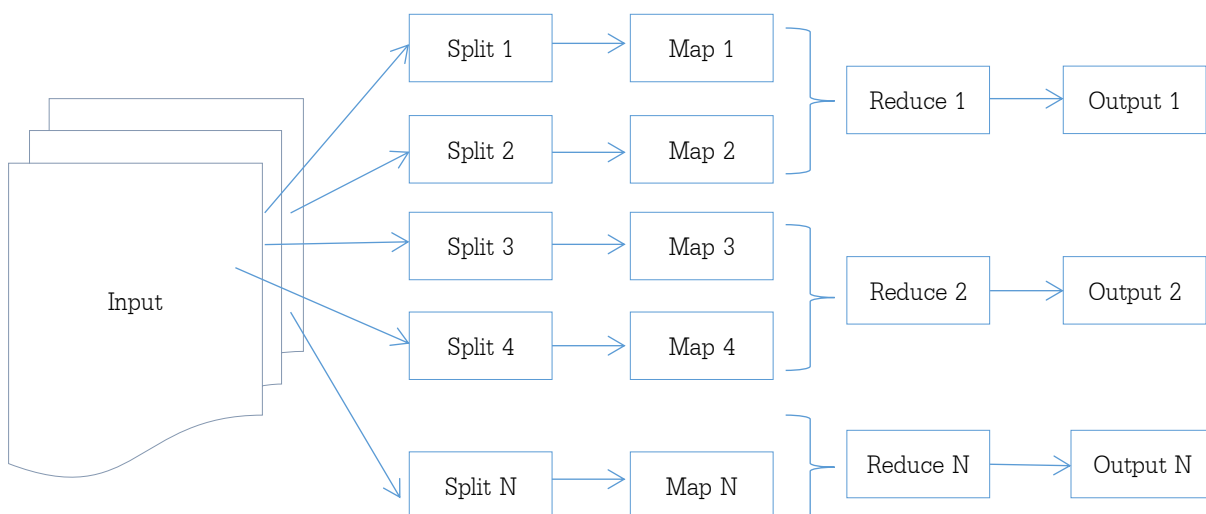 Input
Split 1
Map 1
Split 2
Map 2
Reduce 1
Output 1
Split 3
Map 3
Split 4
Map 4
Reduce 2
Output 2
Split N
Map N
Reduce N
Output N